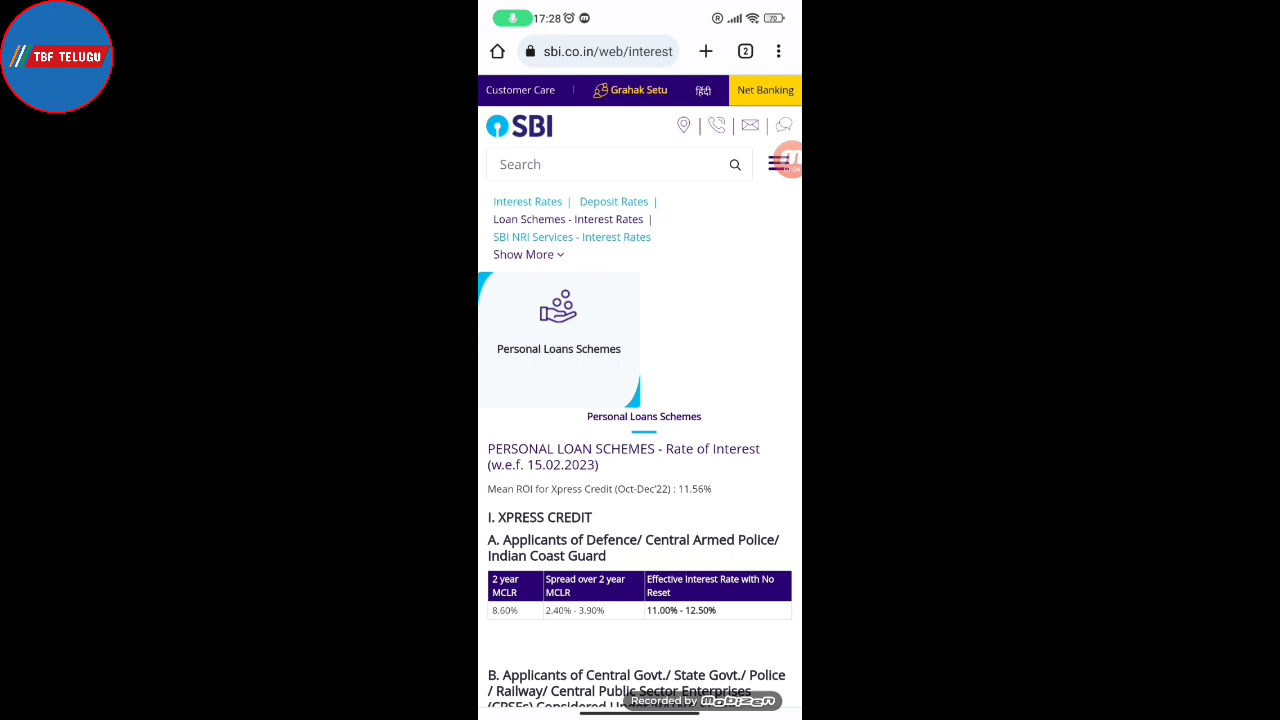 TBF TELUGU
17:28
70
sbi.co.in/web/interest
2
Customer Care | Grahak Setu हिंदी Net Banking
SBI
Search
Interest Rates | Deposit Rates |
Loan Schemes - Interest Rates |
SBI NRI Services - Interest Rates
Show More
Personal Loans Schemes
Personal Loans Schemes
PERSONAL LOAN SCHEMES - Rate of Interest
(w.e.f. 15.02.2023)
Mean ROI for Xpress Credit (Oct-Dec'22) : 11.56%
I. XPRESS CREDIT
A. Applicants of Defence/ Central Armed Police/
Indian Coast Guard
2 year MCLR
Spread over 2 year MCLR
Effective Interest Rate with No Reset
8.60% 2.40% - 3.90% 11.00% - 12.50%
B. Applicants of Central Govt./ State Govt./ Police
/ Railway/ Central Public Sector Enterprises
(CPSEs) Considered
Recorded by mobizen